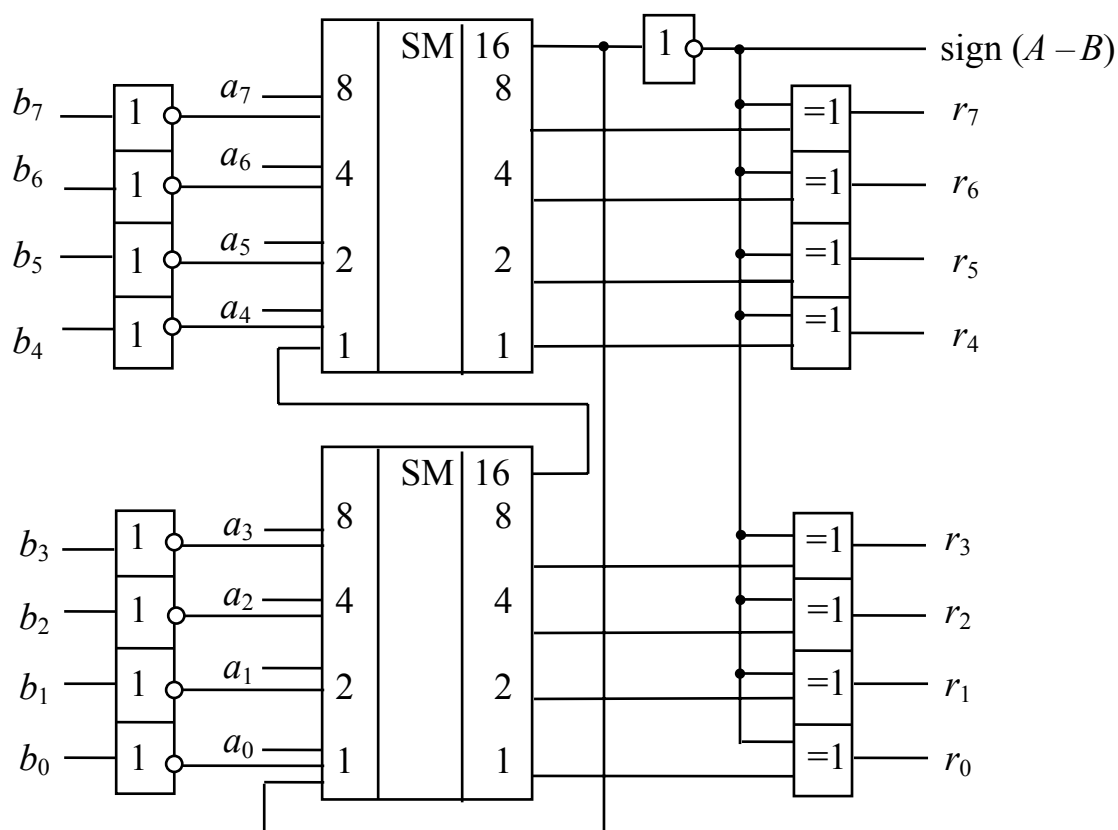 SM 16 1 sign (A – B)
b7 1 a7 8 8 =1 r7
b6 1 a6 4 4 =1 r6
b5 1 a5 2 2 =1 r5
b4 1 a4 1 1 =1 r4
SM 16
b3 1 a3 8 8 =1 r3
b2 1 a2 4 4 =1 r2
b1 1 a1 2 2 =1 r1
b0 1 a0 1 1 =1 r0